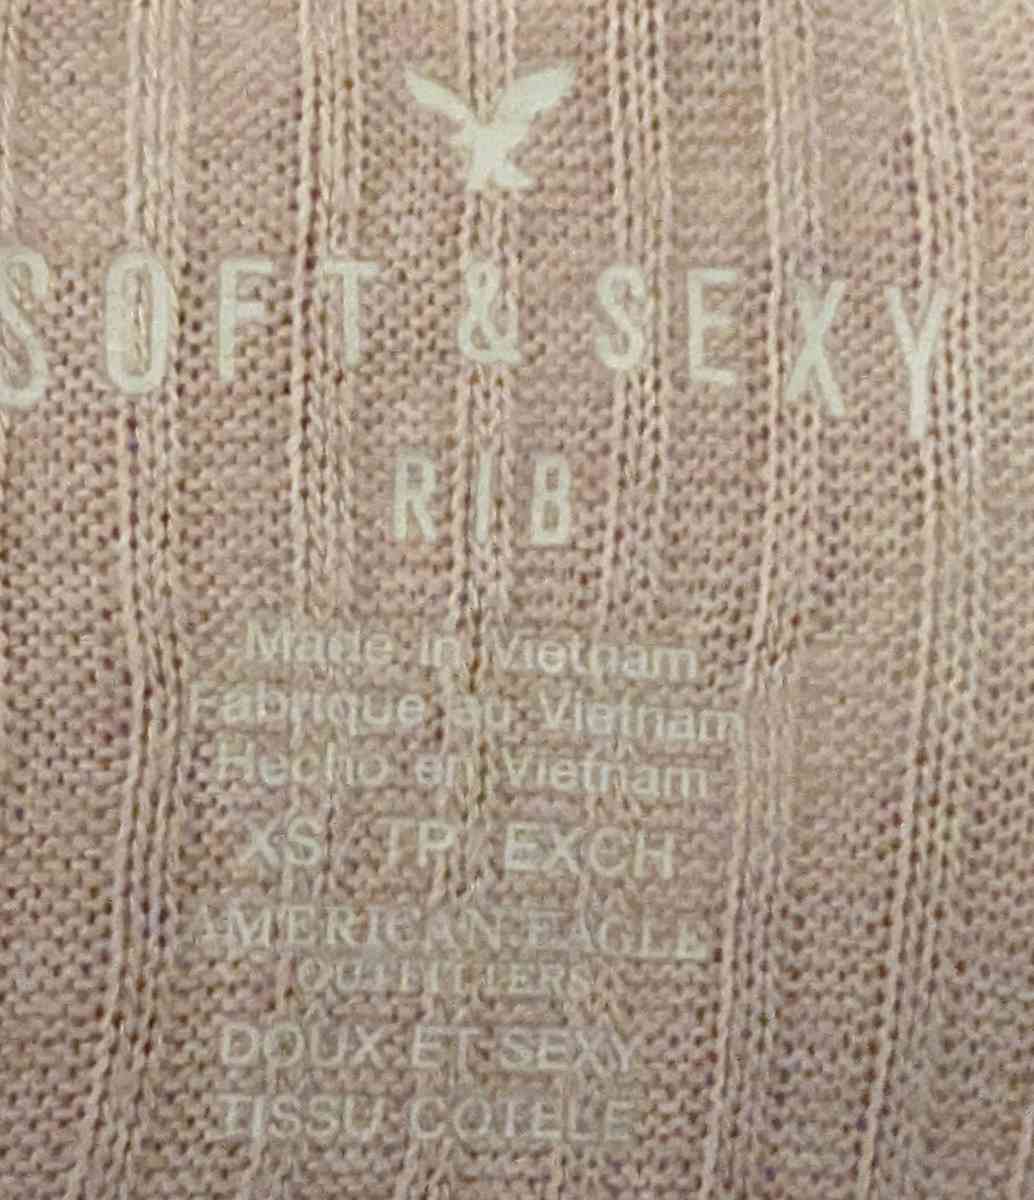 SOFT & SEXY
RIB
Made in Vietnam
Fabriqué au Vietnam
Hecho en Vietnam
XS / TP / EXCH
AMERICAN EAGLE
OUTFITTERS
DOUX ET SEXY
TISSU COTELÉ